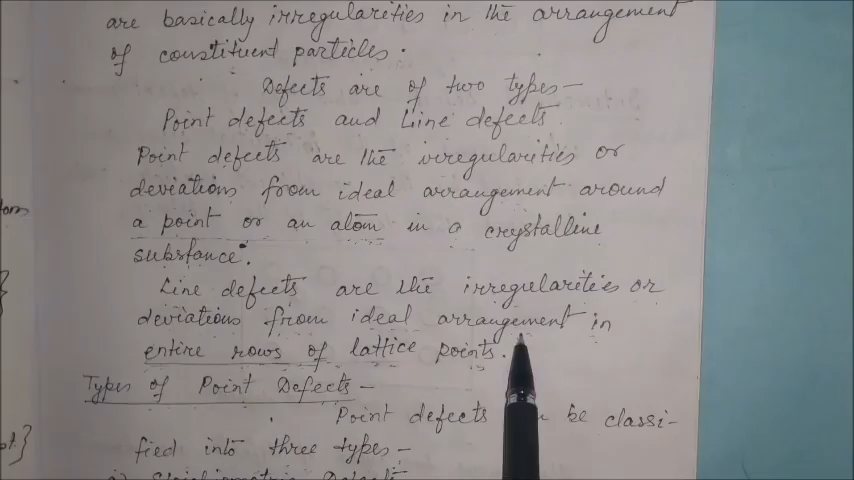 are basically irregularities in the arrangement
of constituent particles.
Defects are of two types-
Point defects and Line defects
Point defects are the irregularities or
deviations from ideal arrangement around
a point or an atom in a crystalline
substance.
Line defects are the irregularities or
deviations from ideal arrangement in
entire rows of lattice points.
Types of Point Defects-
Point defects be classi-
fied into three types-